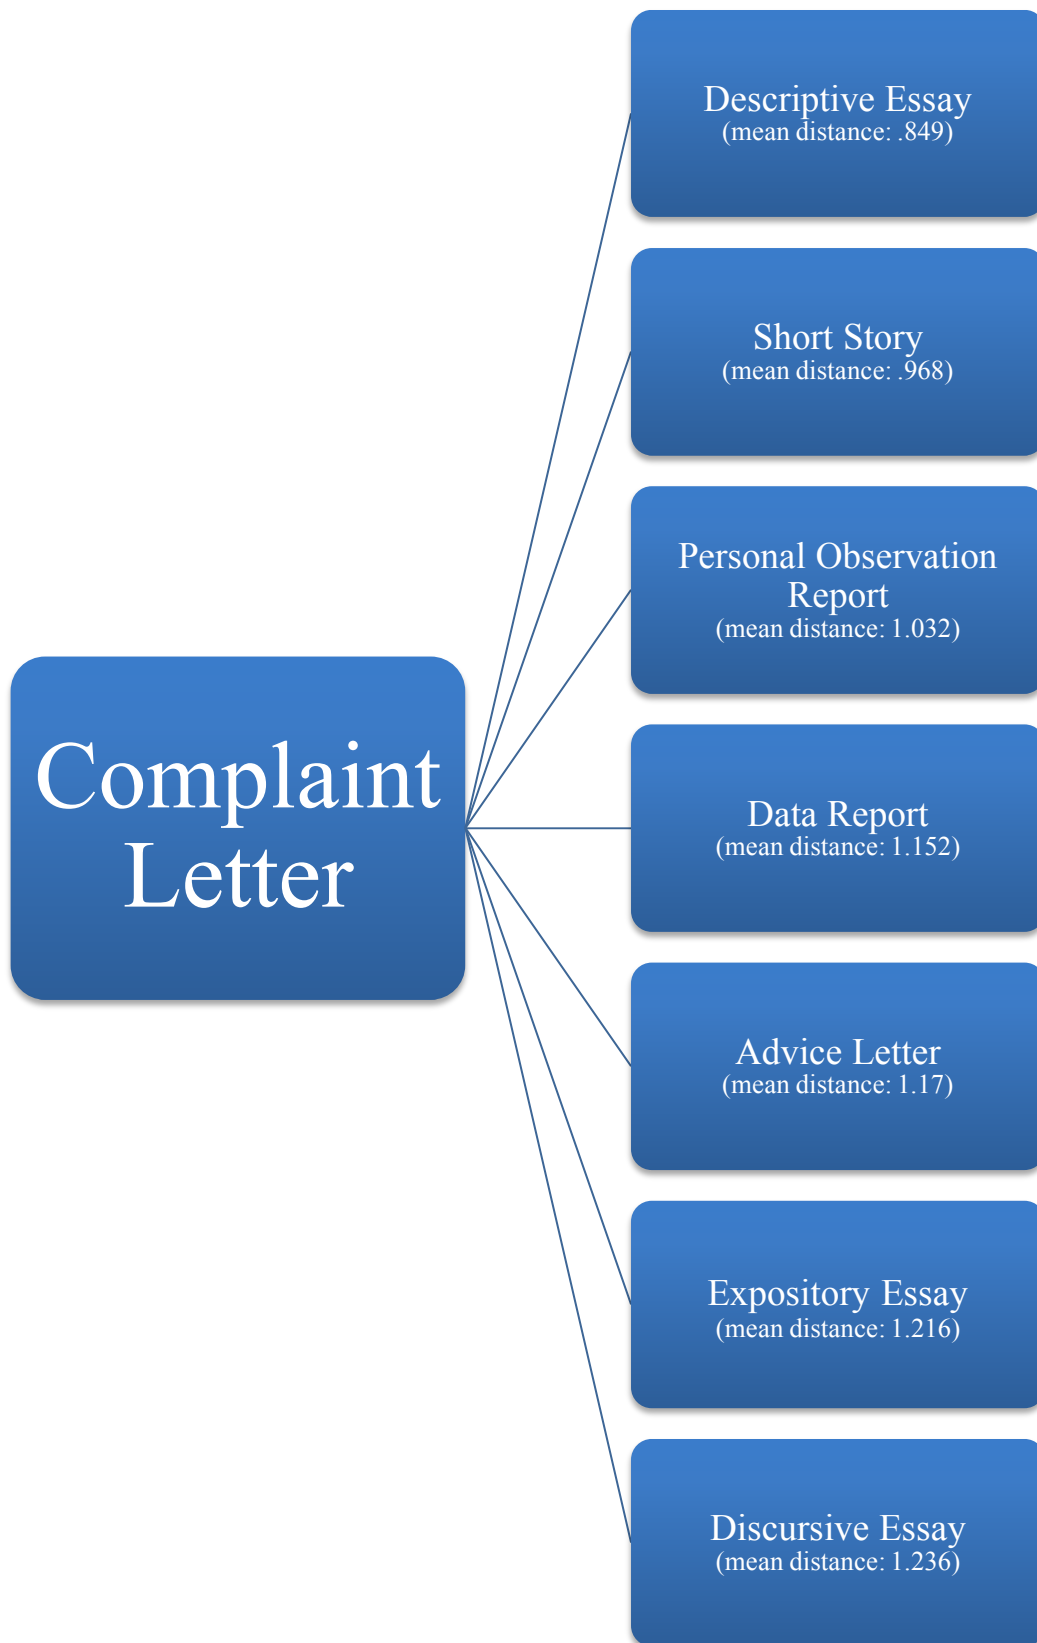 Descriptive Essay
(mean distance: .849)
Short Story
(mean distance: .968)
Personal Observation
Report
(mean distance: 1.032)
Complaint
Letter
Data Report
(mean distance: 1.152)
Advice Letter
(mean distance: 1.17)
Expository Essay
(mean distance: 1.216)
Discursive Essay
(mean distance: 1.236)